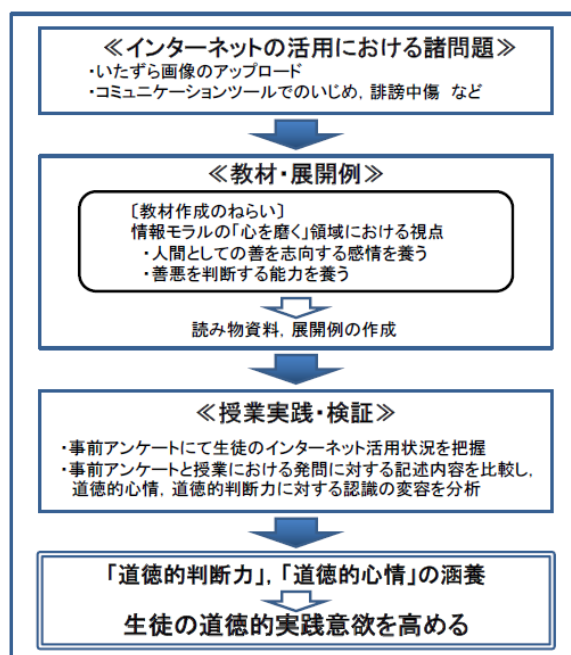 ≪インターネットの活用における諸問題≫
・いたずら画像のアップロード
・コミュニケーションツールでのいじめ，誹謗中傷 など
≪教材・展開例≫
〔教材作成のねらい〕
情報モラルの「心を磨く」領域における視点
・人間としての善を志向する感情を養う
・善悪を判断する能力を養う
読み物資料，展開例の作成
≪授業実践・検証≫
・事前アンケートにて生徒のインターネット活用状況を把握
・事前アンケートと授業における発問に対する記述内容を比較し，
道徳的心情，道徳的判断力に対する認識の変容を分析
「道徳的判断力」，「道徳的心情」の涵養
生徒の道徳的実践意欲を高める